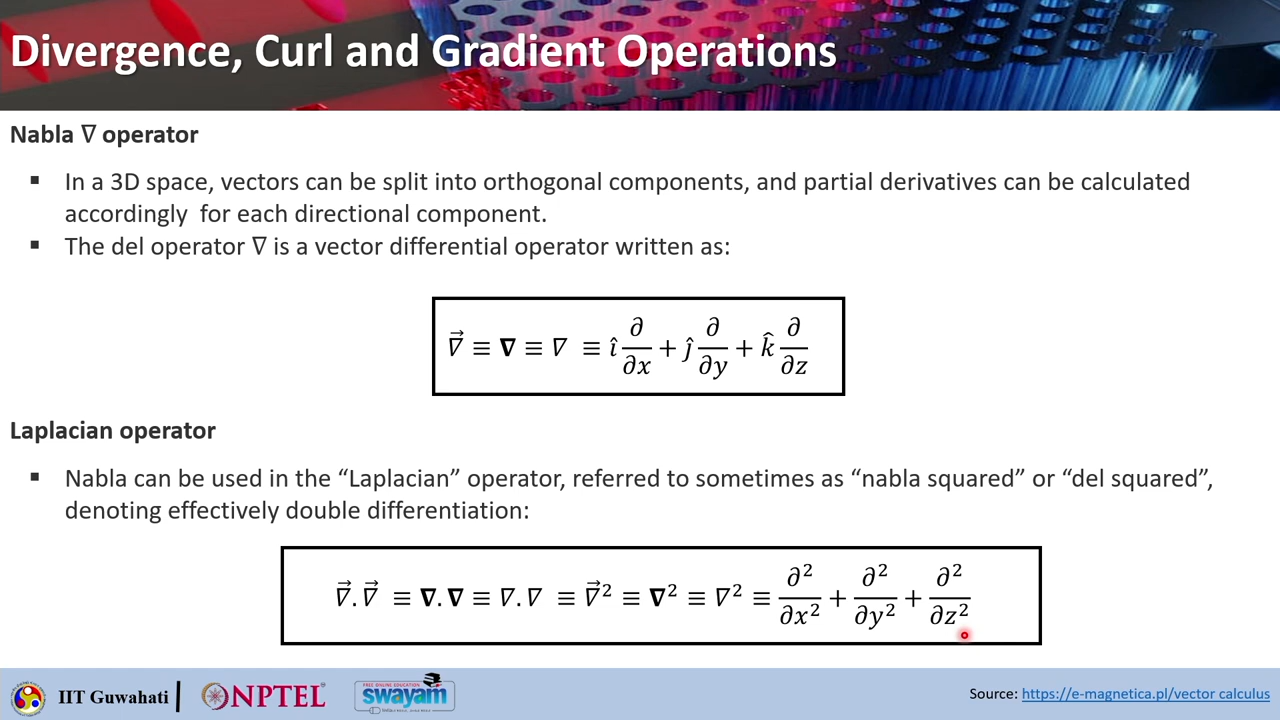 Divergence, Curl and Gradient Operations
Nabla ∇ operator
▪ In a 3D space, vectors can be split into orthogonal components, and partial derivatives can be calculated
accordingly for each directional component.
▪ The del operator ∇ is a vector differential operator written as:
∇⃗ ≡ 𝛁 ≡ ∇ ≡ î ∂/∂x + ĵ ∂/∂y + k̂ ∂/∂z
Laplacian operator
▪ Nabla can be used in the “Laplacian” operator, referred to sometimes as “nabla squared” or “del squared”,
denoting effectively double differentiation:
∇⃗.∇⃗ ≡ 𝛁.𝛁 ≡ ∇.∇ ≡ ∇⃗² ≡ 𝛁² ≡ ∇² ≡ ∂²/∂x² + ∂²/∂y² + ∂²/∂z²
IIT Guwahati | NPTEL FREE ONLINE EDUCATION swayam Source: https://e-magnetica.pl/vector calculus